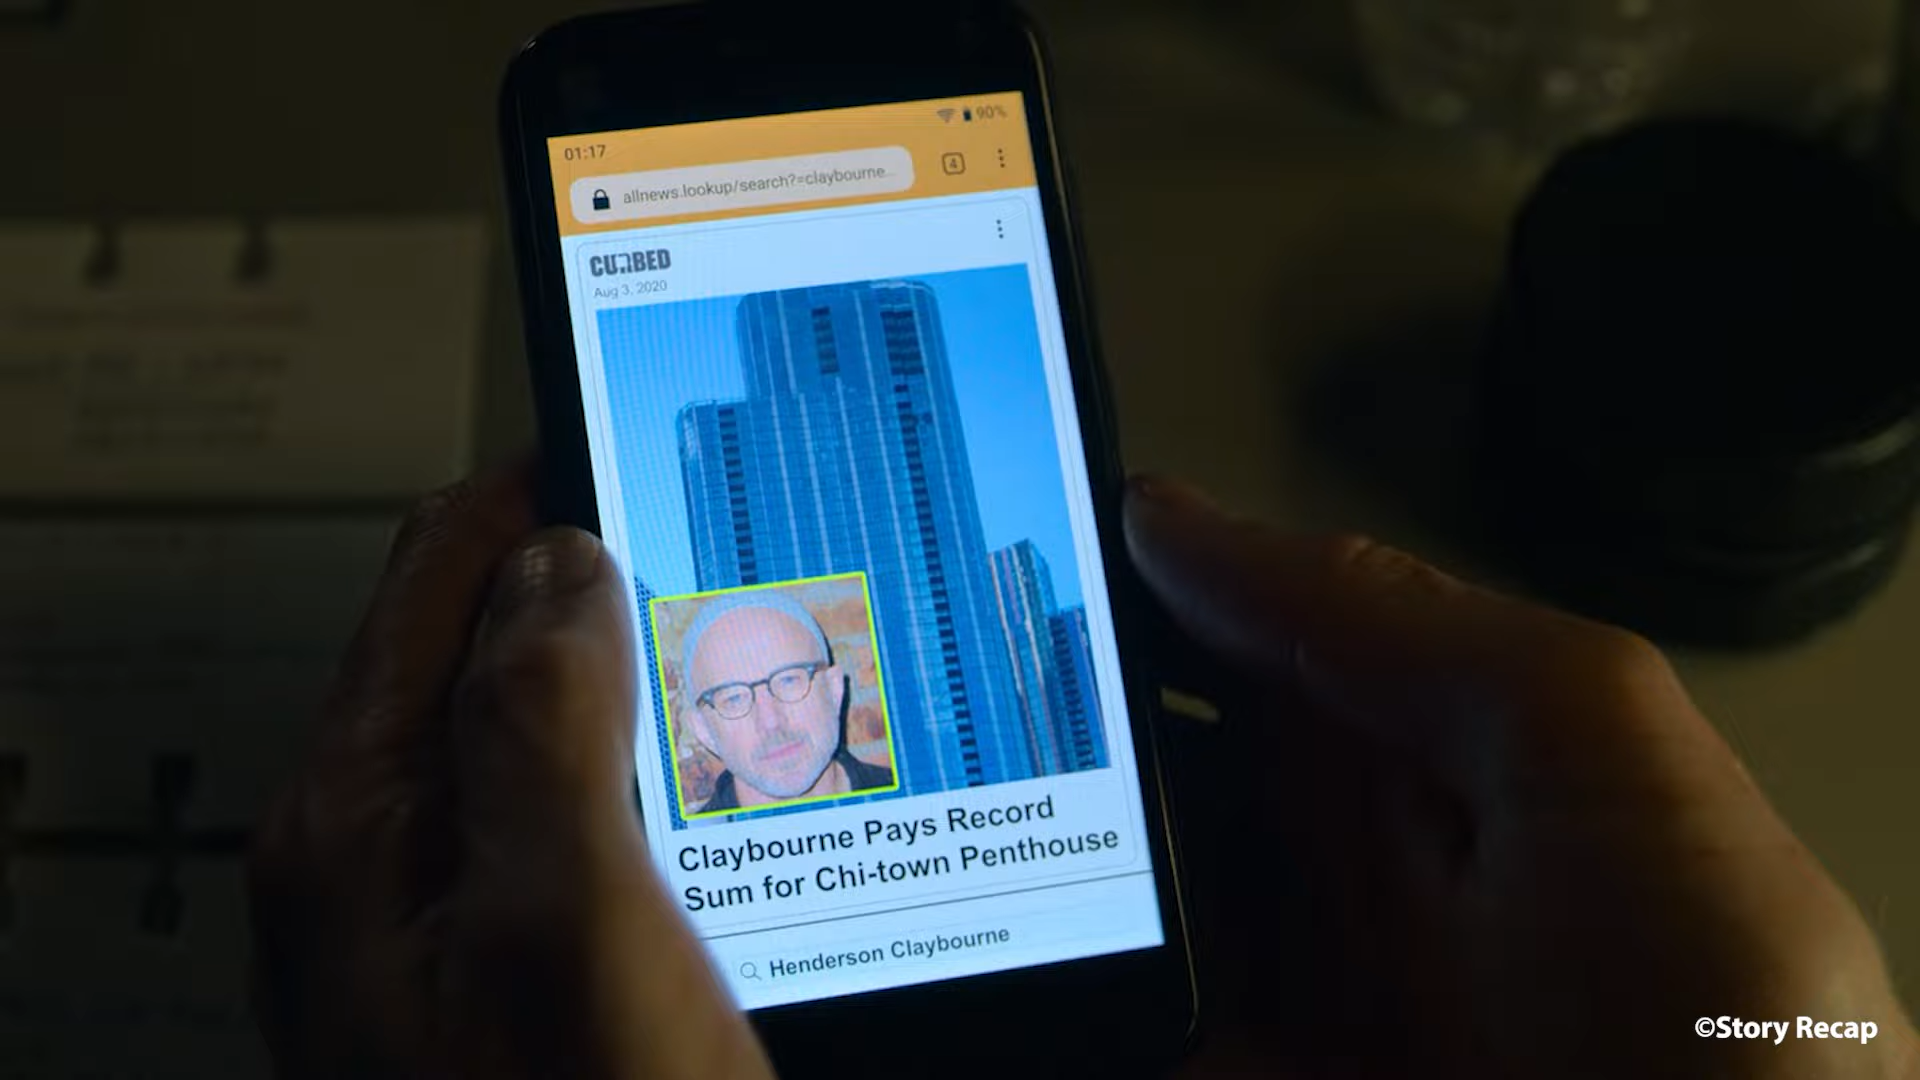 90%
01:17
allnews.lookup/search?=claybourne...
4
CURBED
Aug 3, 2020
Claybourne Pays Record
Sum for Chi-town Penthouse
Henderson Claybourne
©Story Recap